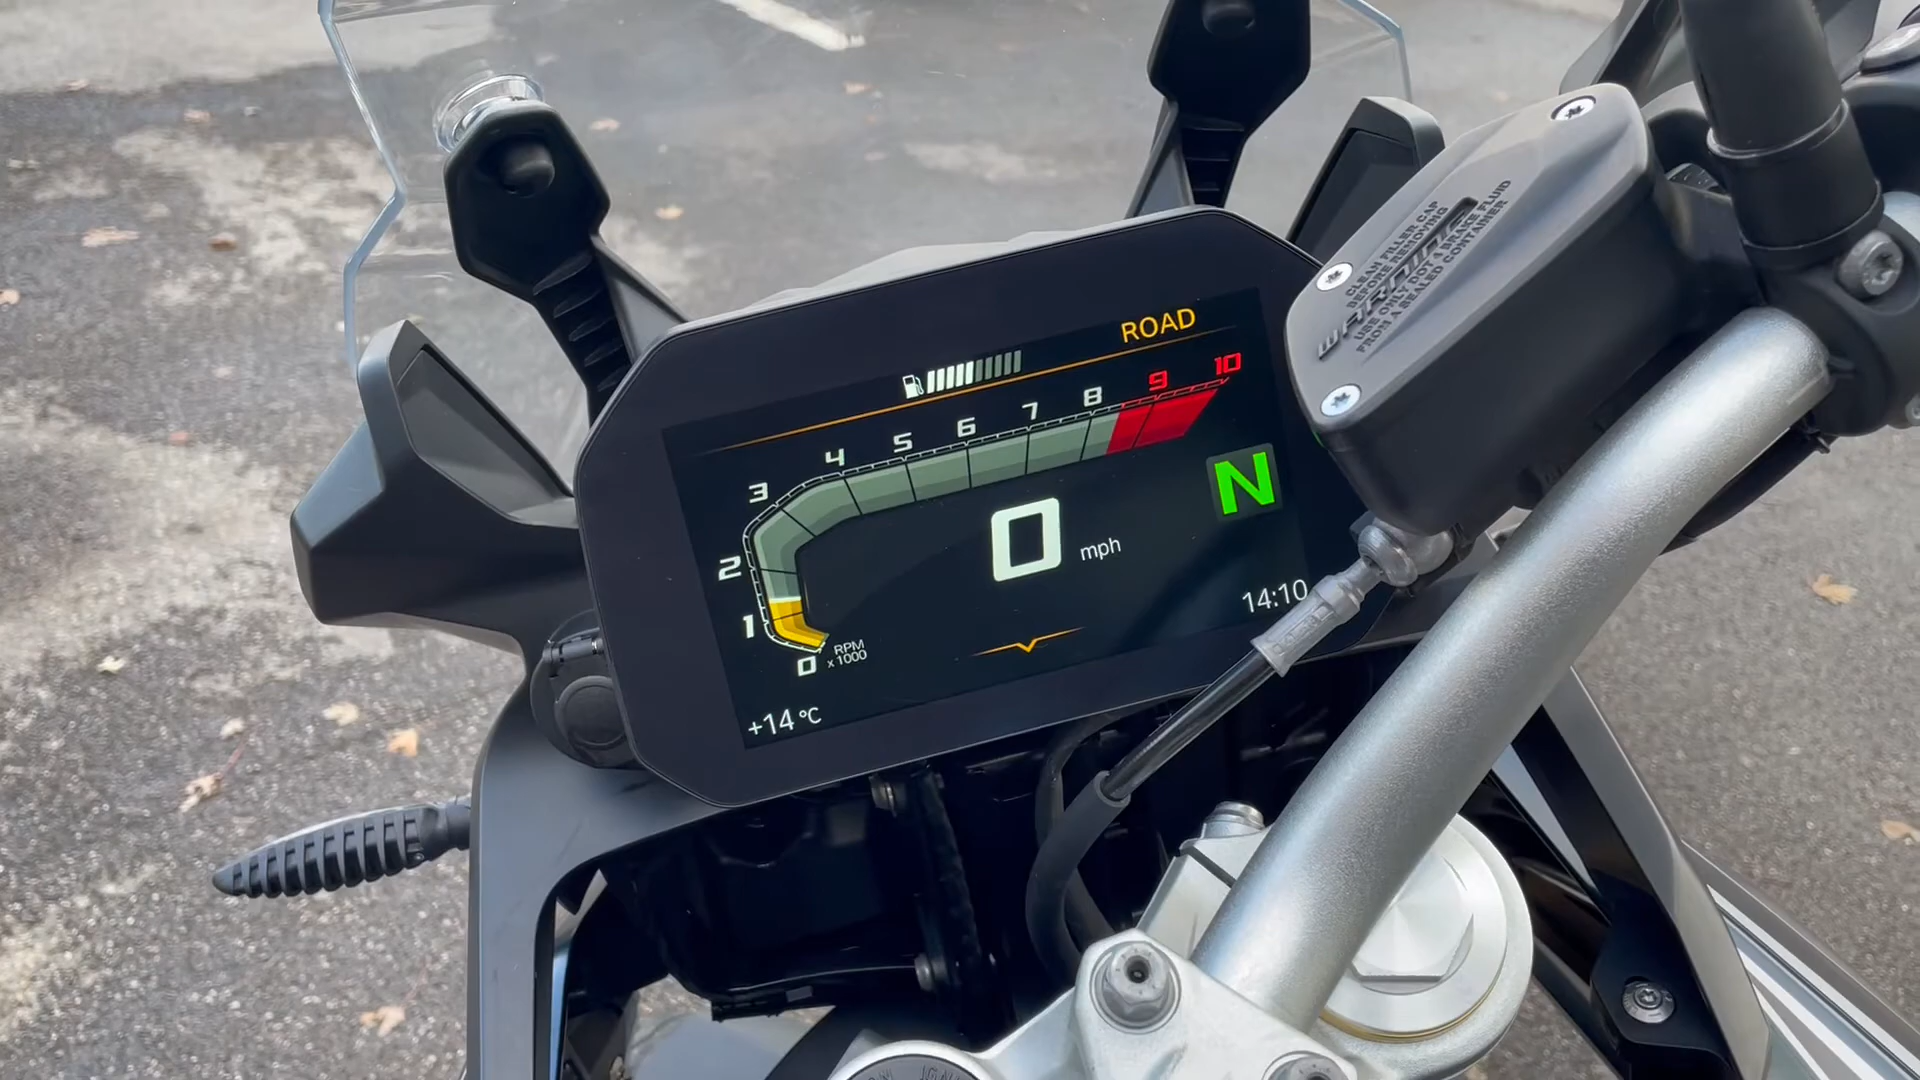 ROAD
10
9
8
7
6
5
4
3
2
1
0
RPM
x 1000
0 mph
N
14:10
+14 °C
WARNING
CLEAN FILLER CAP
BEFORE REMOVING
USE ONLY DOT 4 BRAKE FLUID
FROM A SEALED CONTAINER